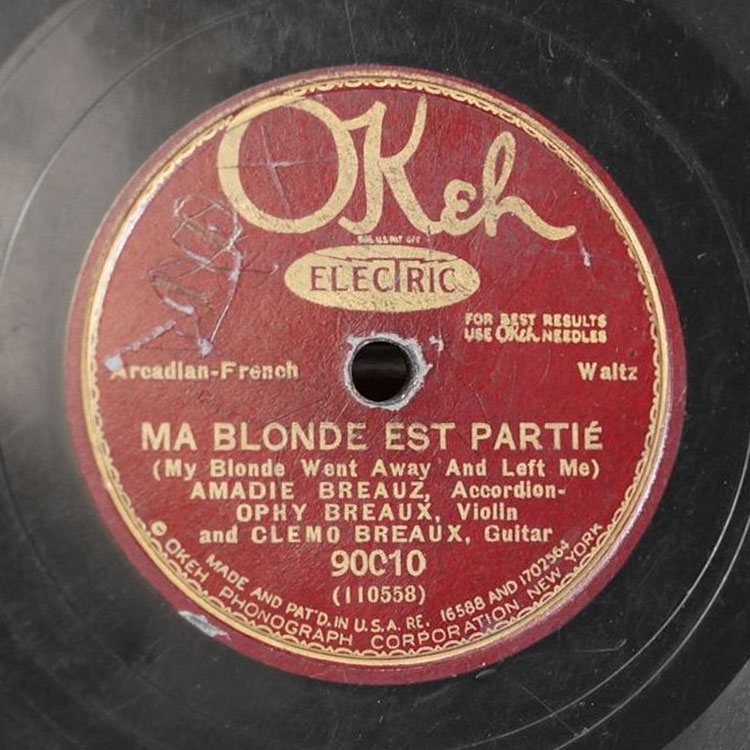 OKeh
REG. U.S. PAT. OFF.
ELECTRIC
FOR BEST RESULTS
USE OKeh NEEDLES
Arcadian-French
Waltz
MA BLONDE EST PARTIÉ
(My Blonde Went Away And Left Me)
AMADIE BREAUZ, Accordion-
OPHY BREAUX, Violin
and CLEMO BREAUX, Guitar
90010
(110558)
MADE AND PAT'D. IN U.S.A. RE. 16588 AND 1702564
© OKEH PHONOGRAPH CORPORATION NEW YORK